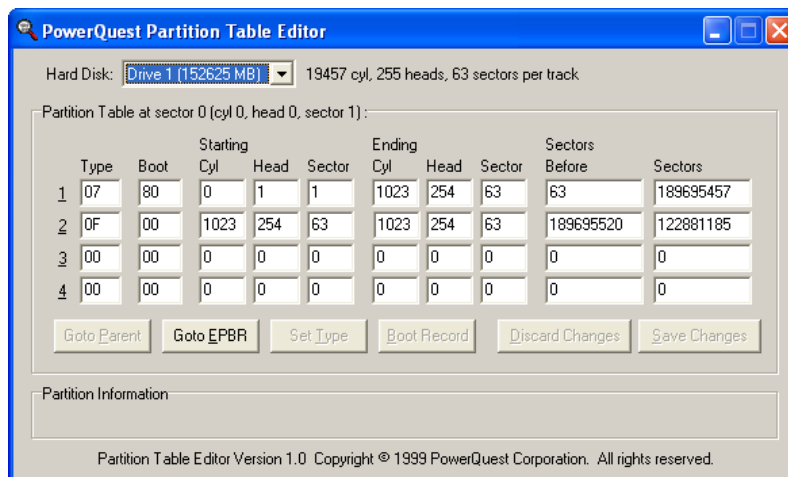 PowerQuest Partition Table Editor
Hard Disk: Drive 1 (152625 MB) 19457 cyl, 255 heads, 63 sectors per track
Partition Table at sector 0 (cyl 0, head 0, sector 1) :
Starting Ending Sectors
Type Boot Cyl Head Sector Cyl Head Sector Before Sectors
1 07 80 0 1 1 1023 254 63 63 189695457
2 0F 00 1023 254 63 1023 254 63 189695520 122881185
3 00 00 0 0 0 0 0 0 0 0
4 00 00 0 0 0 0 0 0 0 0
Goto Parent Goto EPBR Set Type Boot Record Discard Changes Save Changes
Partition Information
Partition Table Editor Version 1.0 Copyright © 1999 PowerQuest Corporation. All rights reserved.